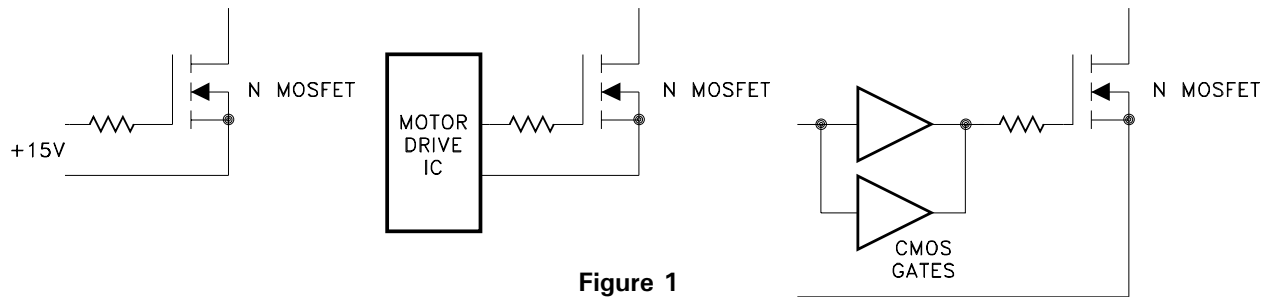 N MOSFET
+15V
MOTOR
DRIVE
IC
N MOSFET
N MOSFET
CMOS
GATES
Figure 1